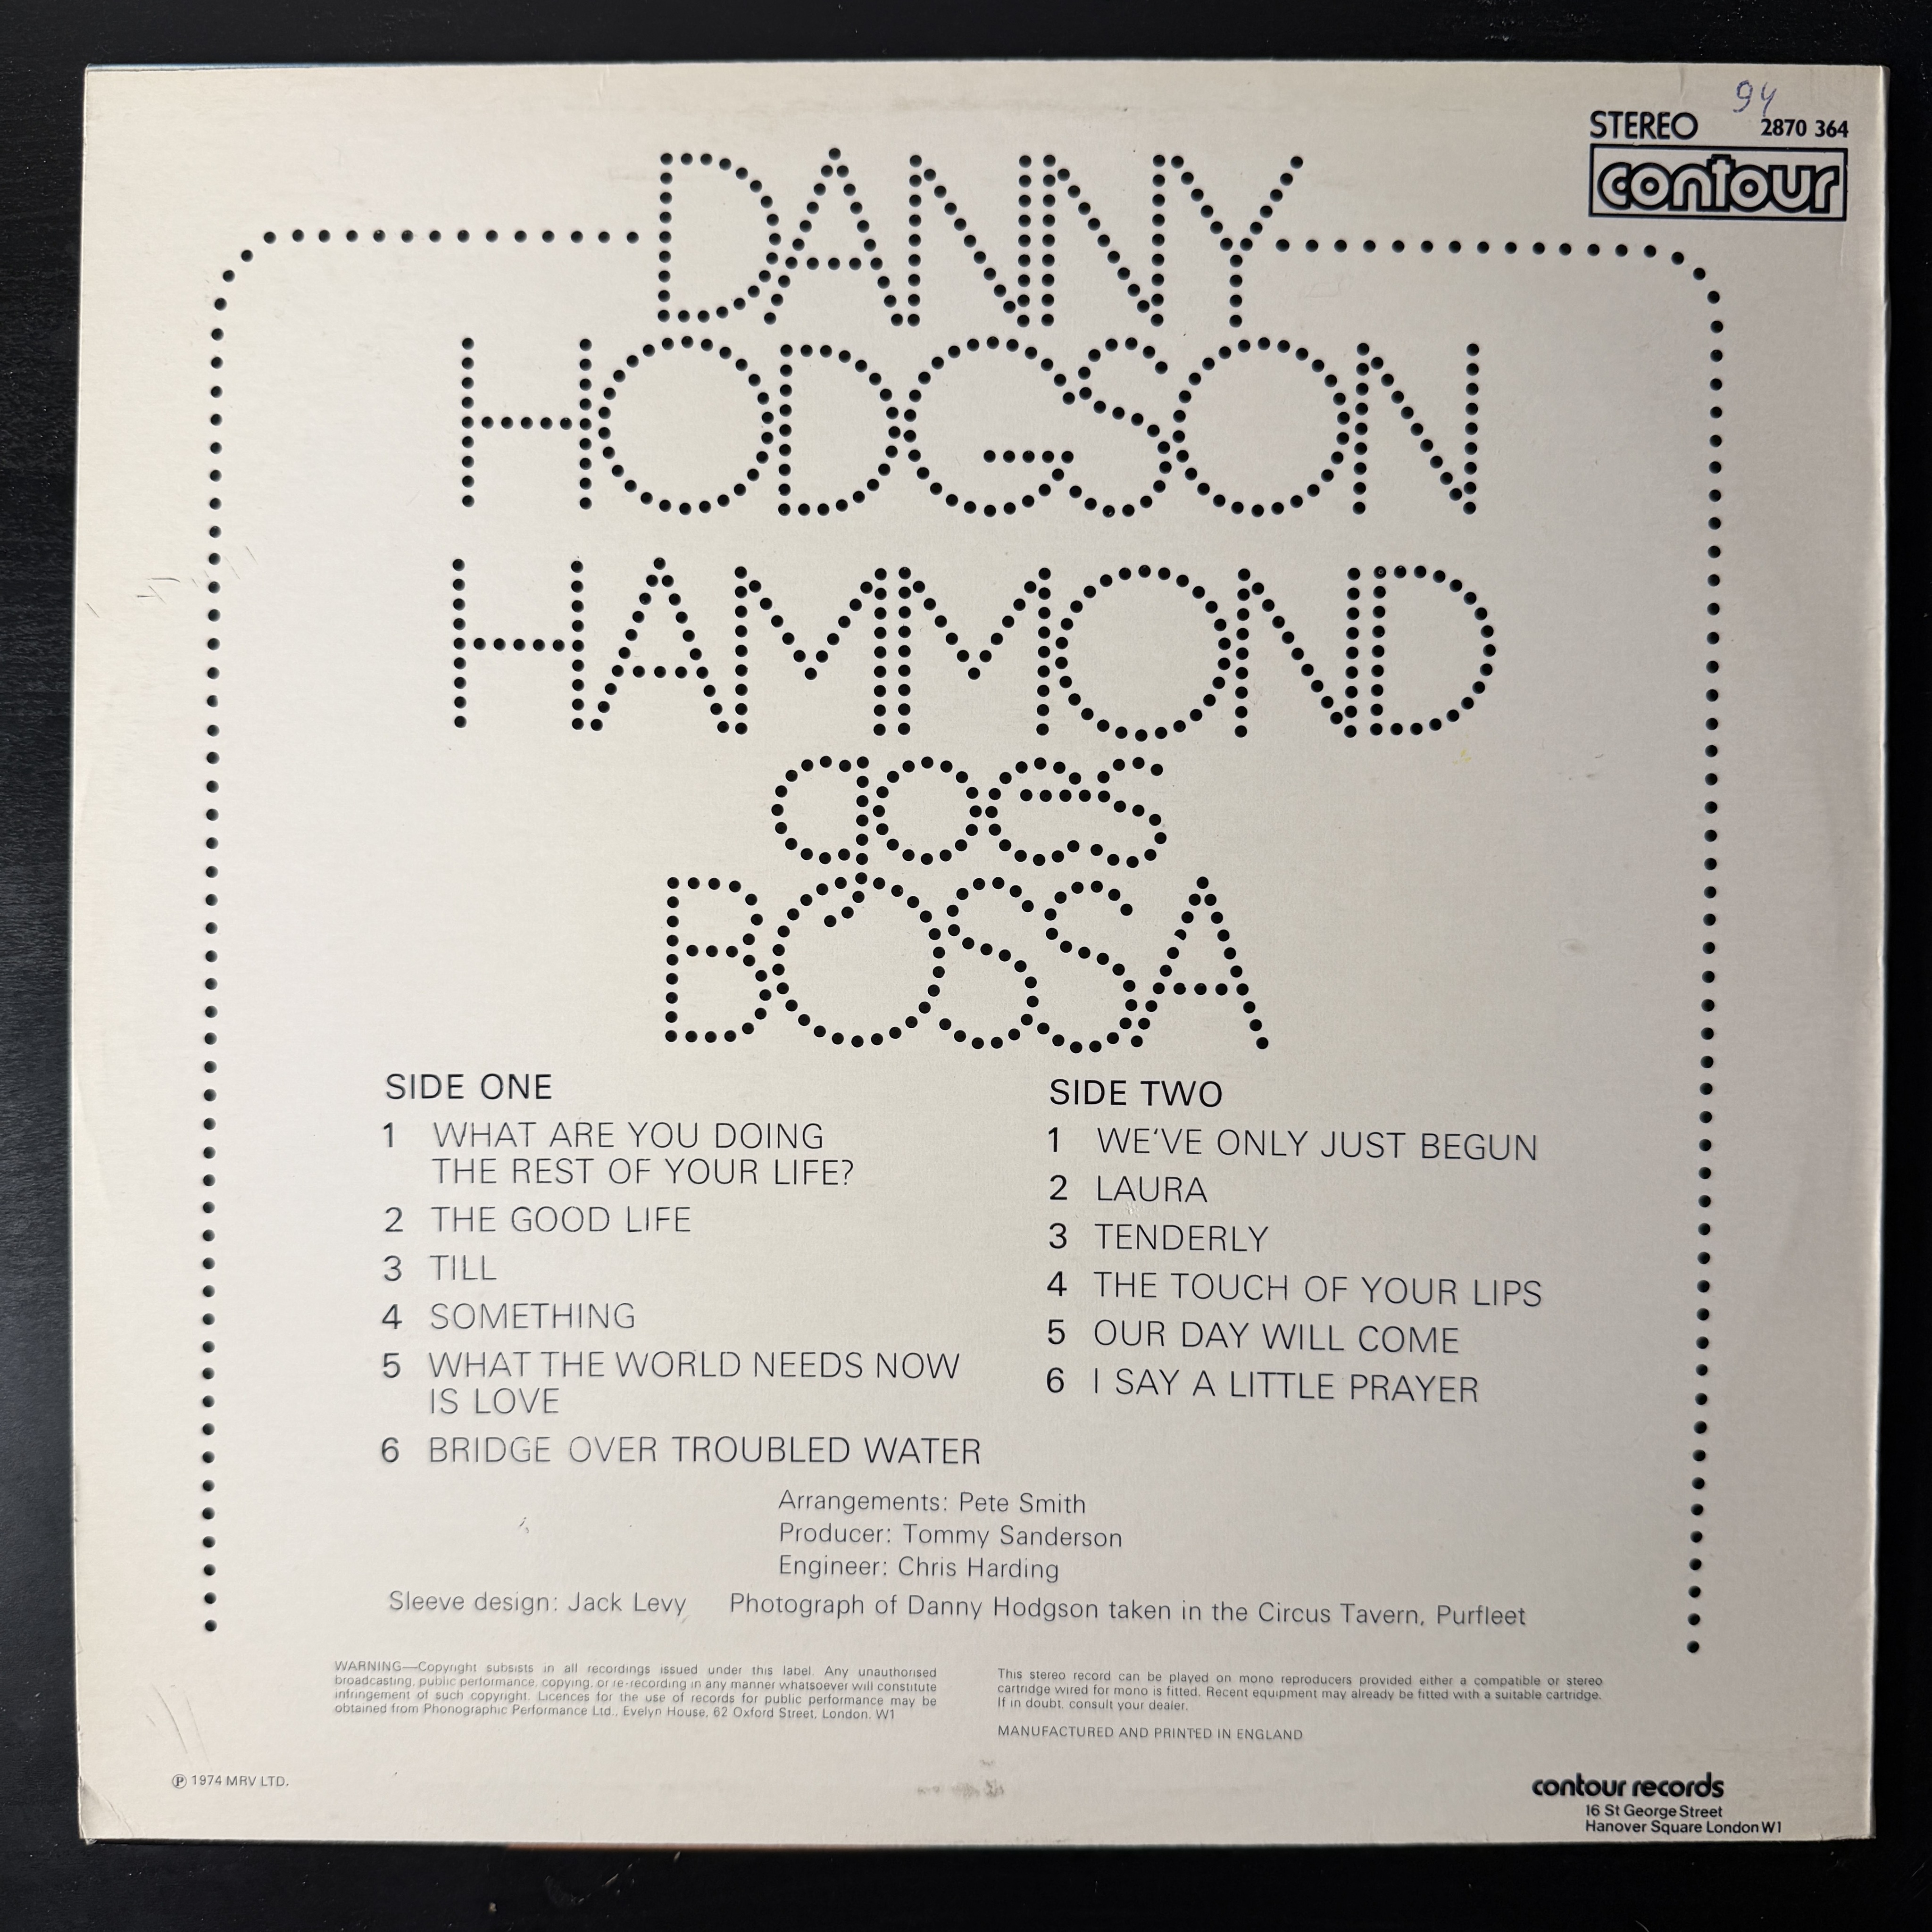 94
STEREO 2870 364
contour
DANNY
HODGSON
HAMMOND
goes
BOSSA
SIDE ONE
1 WHAT ARE YOU DOING
THE REST OF YOUR LIFE?
2 THE GOOD LIFE
3 TILL
4 SOMETHING
5 WHAT THE WORLD NEEDS NOW
IS LOVE
6 BRIDGE OVER TROUBLED WATER
SIDE TWO
1 WE'VE ONLY JUST BEGUN
2 LAURA
3 TENDERLY
4 THE TOUCH OF YOUR LIPS
5 OUR DAY WILL COME
6 I SAY A LITTLE PRAYER
Arrangements: Pete Smith
Producer: Tommy Sanderson
Engineer: Chris Harding
Sleeve design: Jack Levy Photograph of Danny Hodgson taken in the Circus Tavern, Purfleet
WARNING—Copyright subsists in all recordings issued under this label. Any unauthorised
broadcasting, public performance, copying, or re-recording in any manner whatsoever will constitute
infringement of such copyright. Licences for the use of records for public performance may be
obtained from Phonographic Performance Ltd., Evelyn House, 62 Oxford Street, London, W1
This stereo record can be played on mono reproducers provided either a compatible or stereo
cartridge wired for mono is fitted. Recent equipment may already be fitted with a suitable cartridge.
If in doubt, consult your dealer.
MANUFACTURED AND PRINTED IN ENGLAND
℗ 1974 MRV LTD.
contour records
16 St George Street
Hanover Square London W1